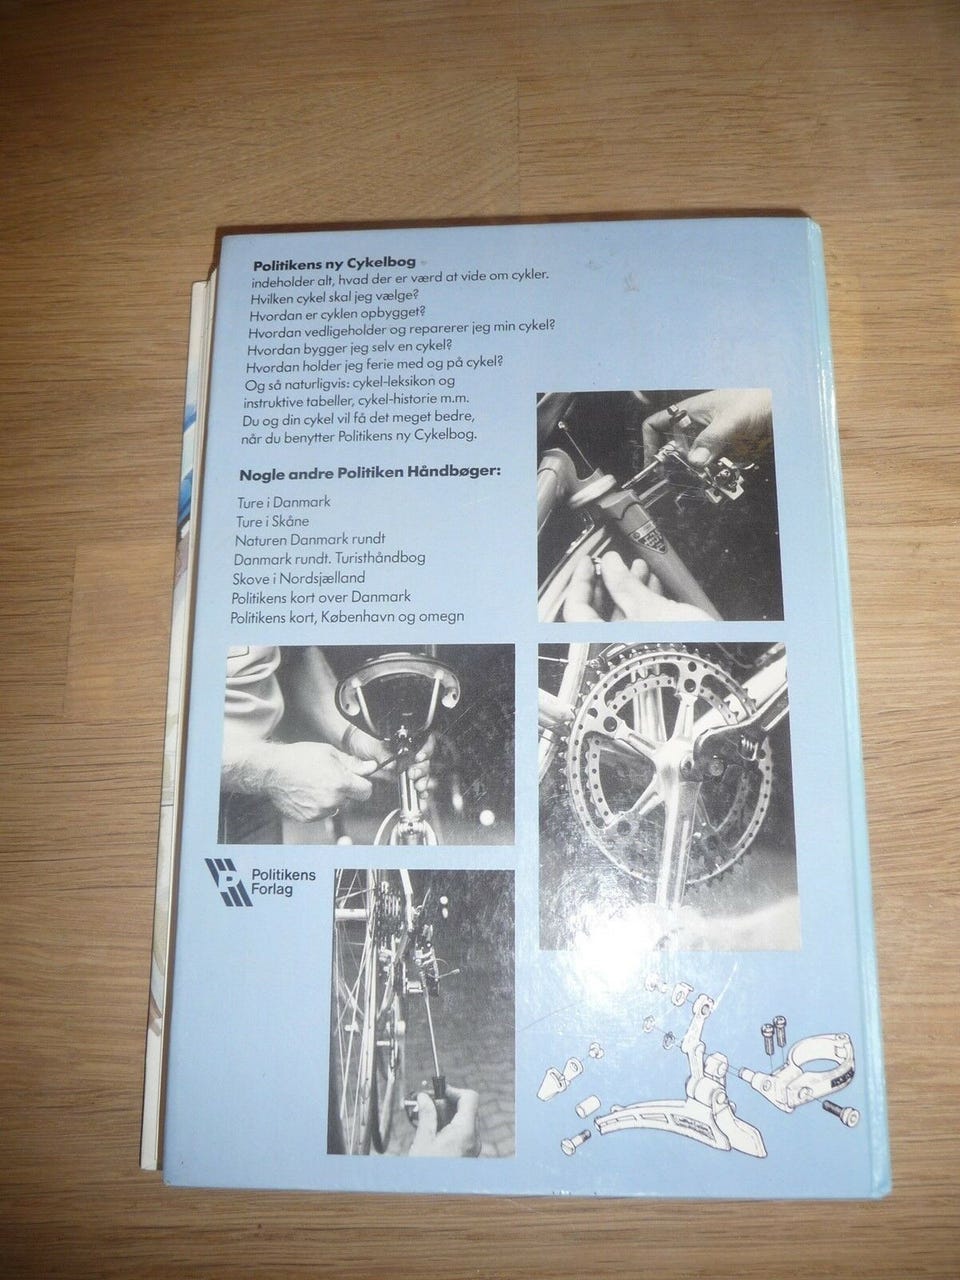 Politikens ny Cykelbog
indeholder alt, hvad der er værd at vide om cykler.
Hvilken cykel skal jeg vælge?
Hvordan er cyklen opbygget?
Hvordan vedligeholder og reparerer jeg min cykel?
Hvordan bygger jeg selv en cykel?
Hvordan holder jeg ferie med og på cykel?
Og så naturligvis: cykel-leksikon og
instruktive tabeller, cykel-historie m.m.
Du og din cykel vil få det meget bedre,
når du benytter Politikens ny Cykelbog.
Nogle andre Politiken Håndbøger:
Ture i Danmark
Ture i Skåne
Naturen Danmark rundt
Danmark rundt. Turisthåndbog
Skove i Nordsjælland
Politikens kort over Danmark
Politikens kort, København og omegn
Politikens
Forlag